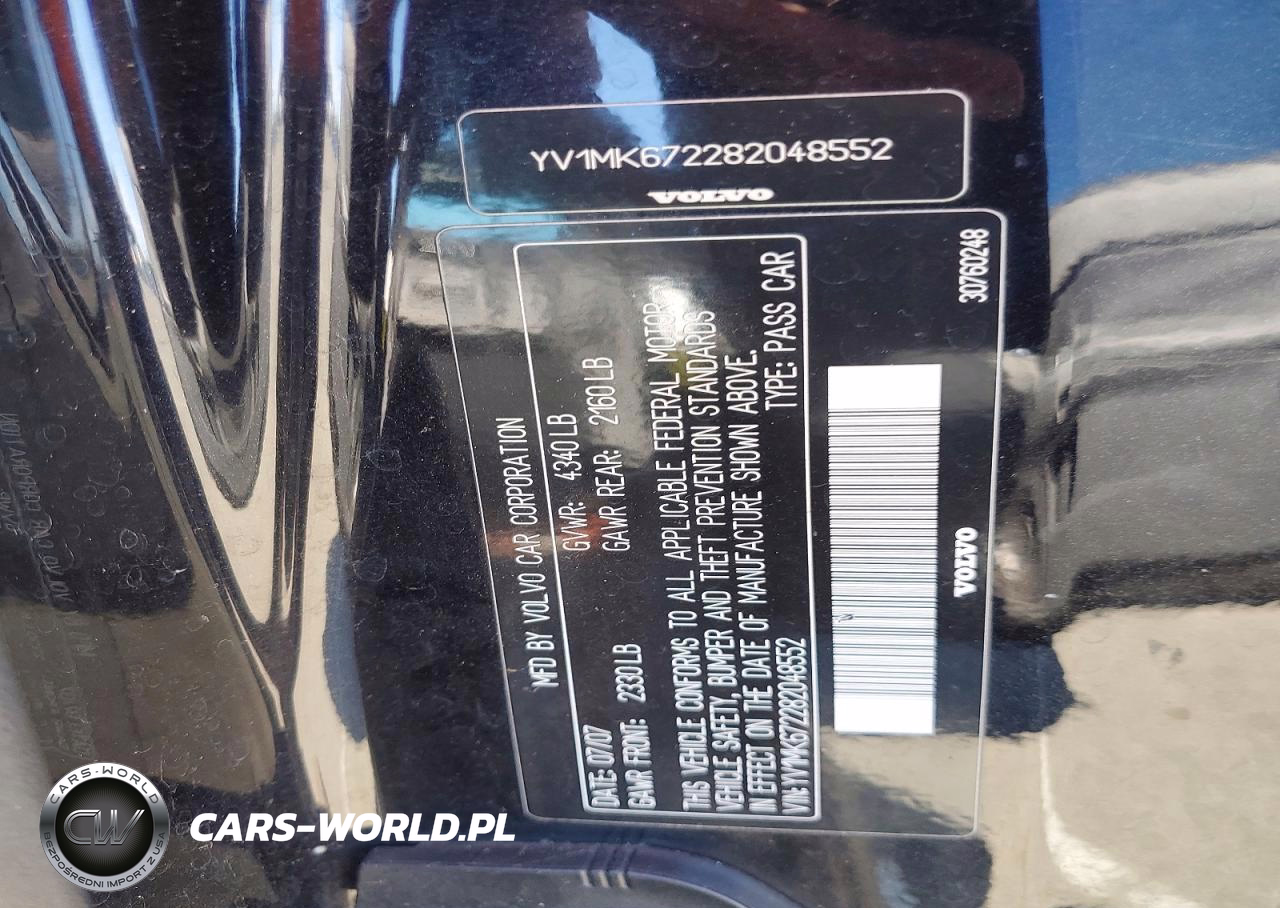 YV1MK672282048552
VOLVO
MFD BY VOLVO CAR CORPORATION
DATE: 07/07 GVWR: 4340 LB
GAWR FRONT: 2330 LB GAWR REAR: 2160 LB
THIS VEHICLE CONFORMS TO ALL APPLICABLE FEDERAL MOTOR
VEHICLE SAFETY, BUMPER AND THEFT PREVENTION STANDARDS
IN EFFECT ON THE DATE OF MANUFACTURE SHOWN ABOVE.
VIN: YV1MK672282048552 TYPE: PASS CAR
VOLVO 30760248
CARS-WORLD
CW
BEZPOŚREDNI IMPORT Z USA
CARS-WORLD.PL